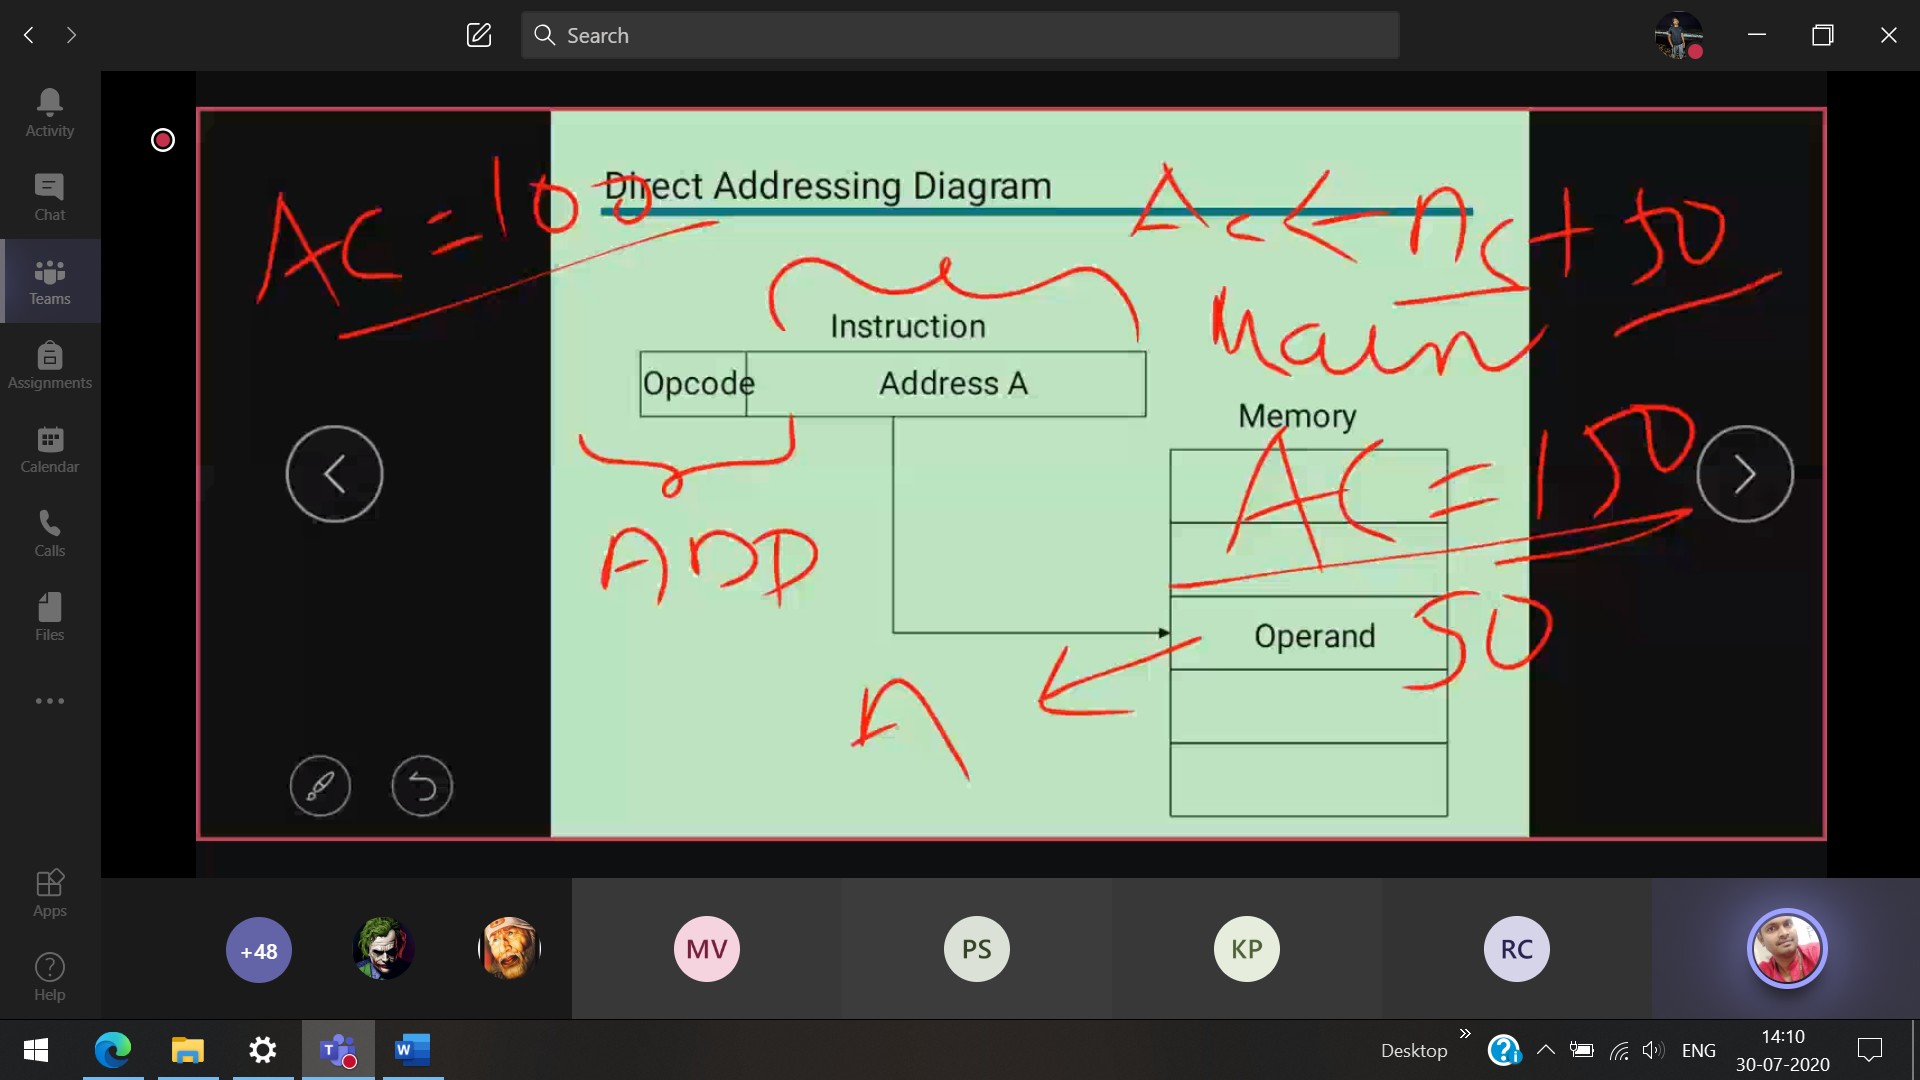 Search
Activity
Chat
Teams
Assignments
Calendar
Calls
Files
Apps
Help
AC = 100
Direct Addressing Diagram
Ac ← Ac + 50
Instruction
Main
Opcode
Address A
Memory
AC = 150
ADD
Operand
50
A
+48
MV
PS
KP
RC
Desktop
ENG
14:10
30-07-2020